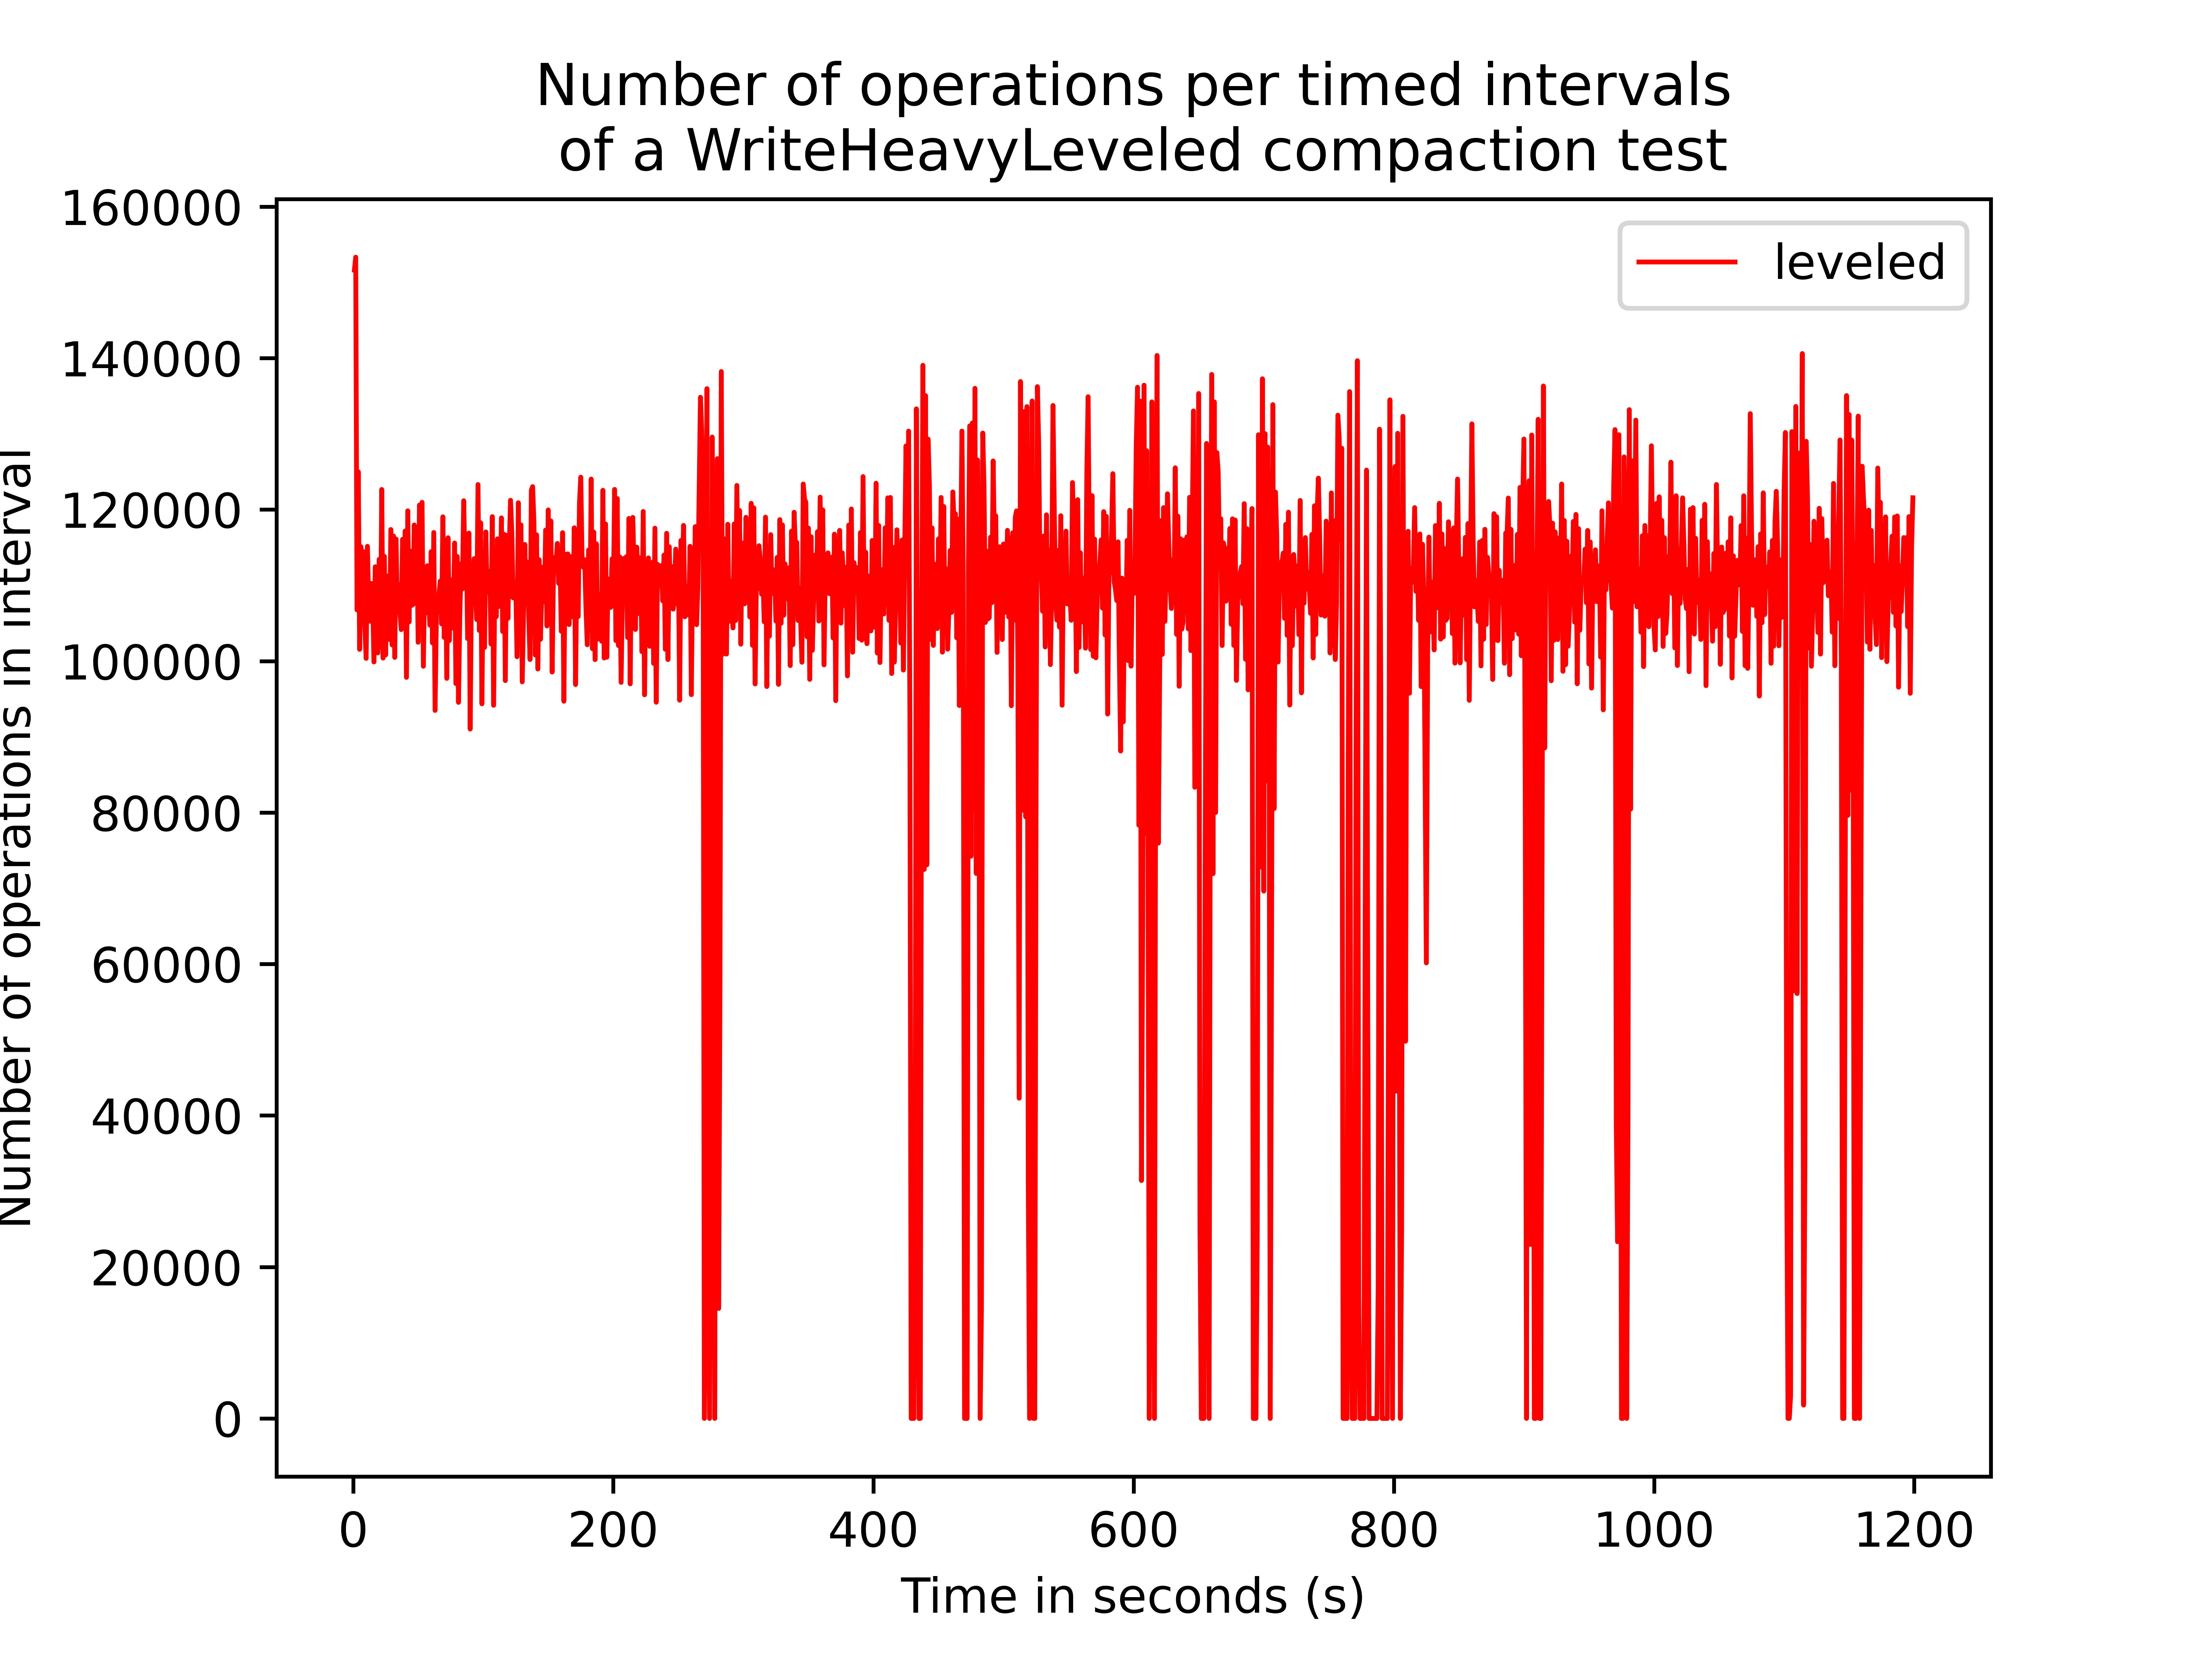 Number of operations per timed intervals
of a WriteHeavyLeveled compaction test
leveled
Number of operations in interval
160000
140000
120000
100000
80000
60000
40000
20000
0
0 200 400 600 800 1000 1200
Time in seconds (s)